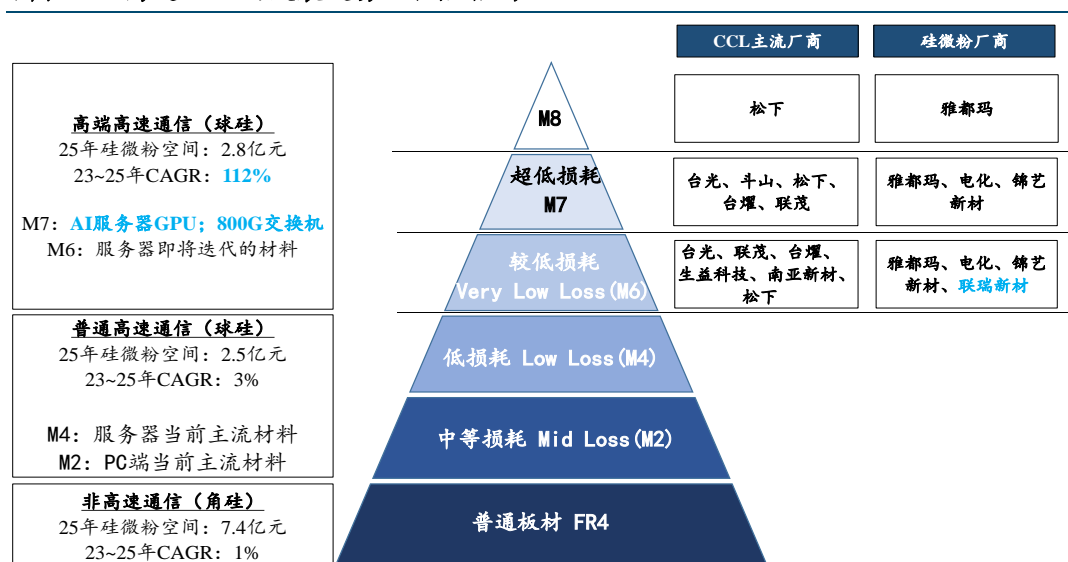 CCL主流厂商
硅微粉厂商
高端高速通信（球硅）
25年硅微粉空间：2.8亿元
23~25年CAGR：112%
M7：AI服务器GPU；800G交换机
M6：服务器即将迭代的材料
普通高速通信（球硅）
25年硅微粉空间：2.5亿元
23~25年CAGR：3%
M4：服务器当前主流材料
M2：PC端当前主流材料
非高速通信（角硅）
25年硅微粉空间：7.4亿元
23~25年CAGR：1%
M8
超低损耗
M7
较低损耗
Very Low Loss(M6)
低损耗 Low Loss(M4)
中等损耗 Mid Loss(M2)
普通板材 FR4
松下
雅都玛
台光、斗山、松下、
台燿、联茂
雅都玛、电化、锦艺
新材
台光、联茂、台燿、
生益科技、南亚新材、
松下
雅都玛、电化、锦艺
新材、联瑞新材